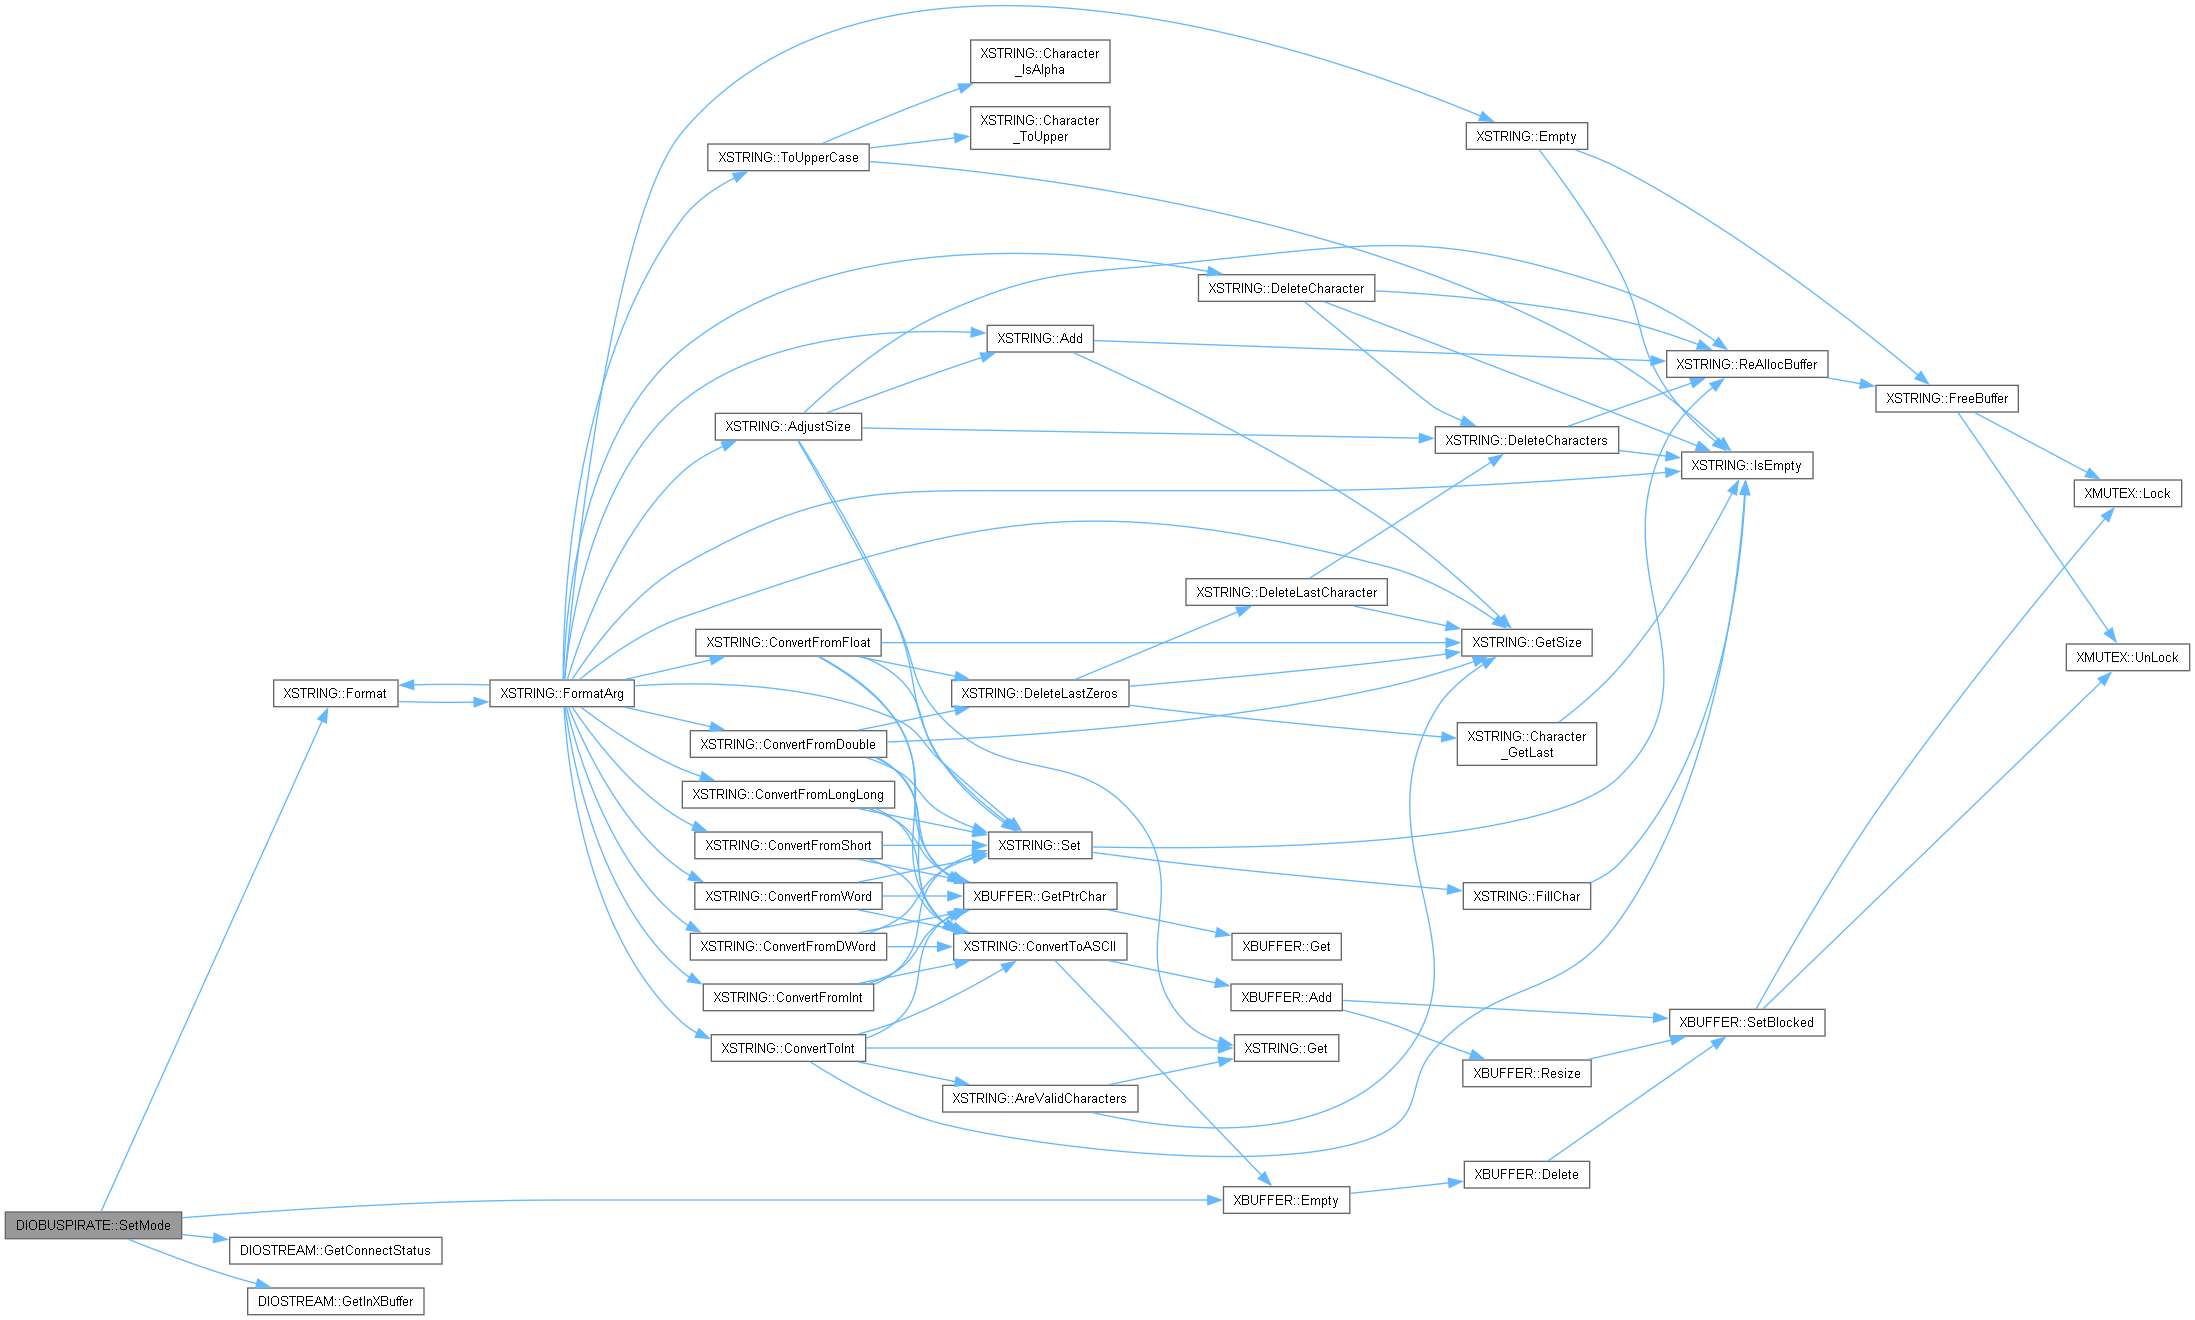 XSTRING::Character
_IsAlpha
XSTRING::Character
_ToUpper
XSTRING::Empty
XSTRING::ToUpperCase
XSTRING::DeleteCharacter
XSTRING::Add
XSTRING::ReAllocBuffer
XSTRING::FreeBuffer
XSTRING::AdjustSize
XSTRING::DeleteCharacters
XSTRING::IsEmpty
XMUTEX::Lock
XSTRING::DeleteLastCharacter
XSTRING::ConvertFromFloat
XSTRING::GetSize
XMUTEX::UnLock
XSTRING::Format
XSTRING::FormatArg
XSTRING::DeleteLastZeros
XSTRING::ConvertFromDouble
XSTRING::Character
_GetLast
XSTRING::ConvertFromLongLong
XSTRING::ConvertFromShort
XSTRING::Set
XSTRING::ConvertFromWord
XBUFFER::GetPtrChar
XSTRING::FillChar
XSTRING::ConvertFromDWord
XSTRING::ConvertToASCII
XBUFFER::Get
XSTRING::ConvertFromInt
XBUFFER::Add
XBUFFER::SetBlocked
XSTRING::ConvertToInt
XSTRING::Get
XBUFFER::Resize
XSTRING::AreValidCharacters
XBUFFER::Delete
XBUFFER::Empty
DIOBUSPIRATE::SetMode
DIOSTREAM::GetConnectStatus
DIOSTREAM::GetInXBuffer